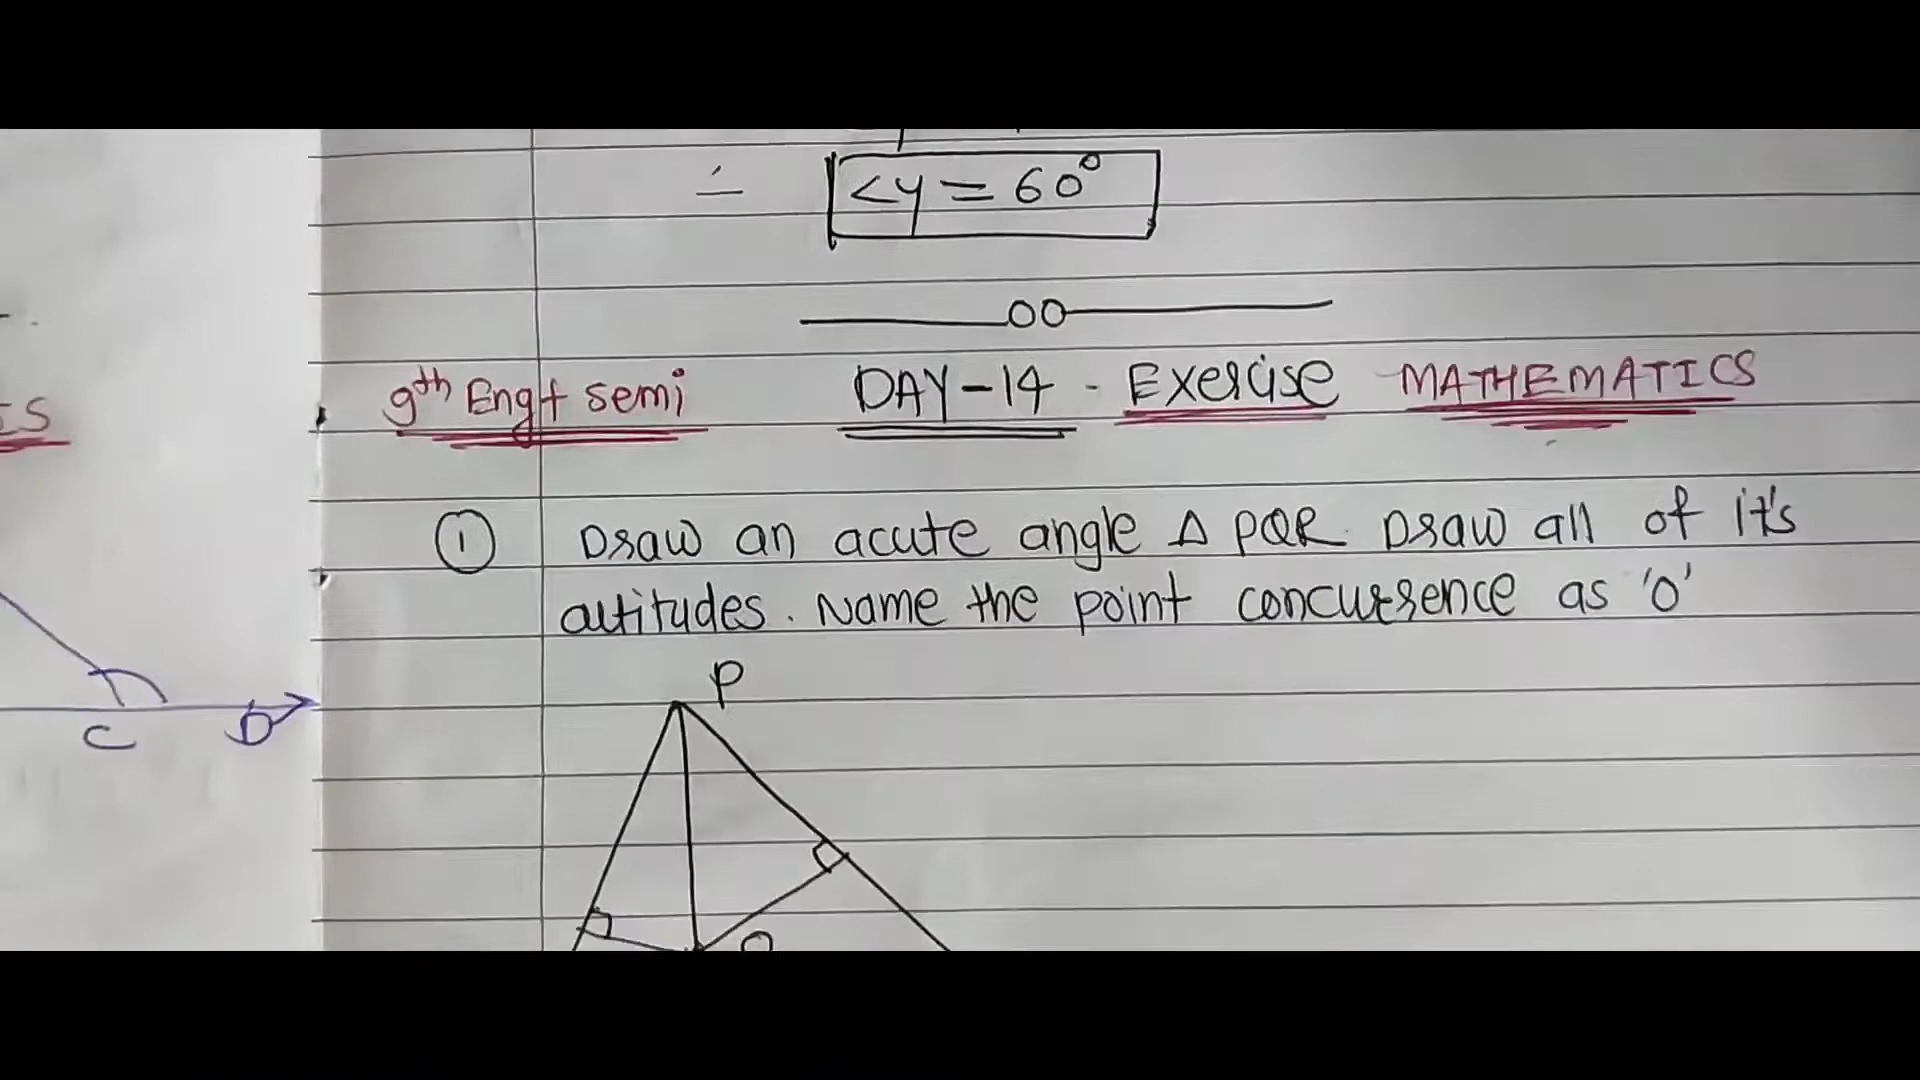 ∴ <y = 60°
9th Eng+ semi DAY-14 - Exercise MATHEMATICS
① Draw an acute angle Δ PQR. Draw all of it's
altitudes. Name the point concurrence as 'O'
P
C D